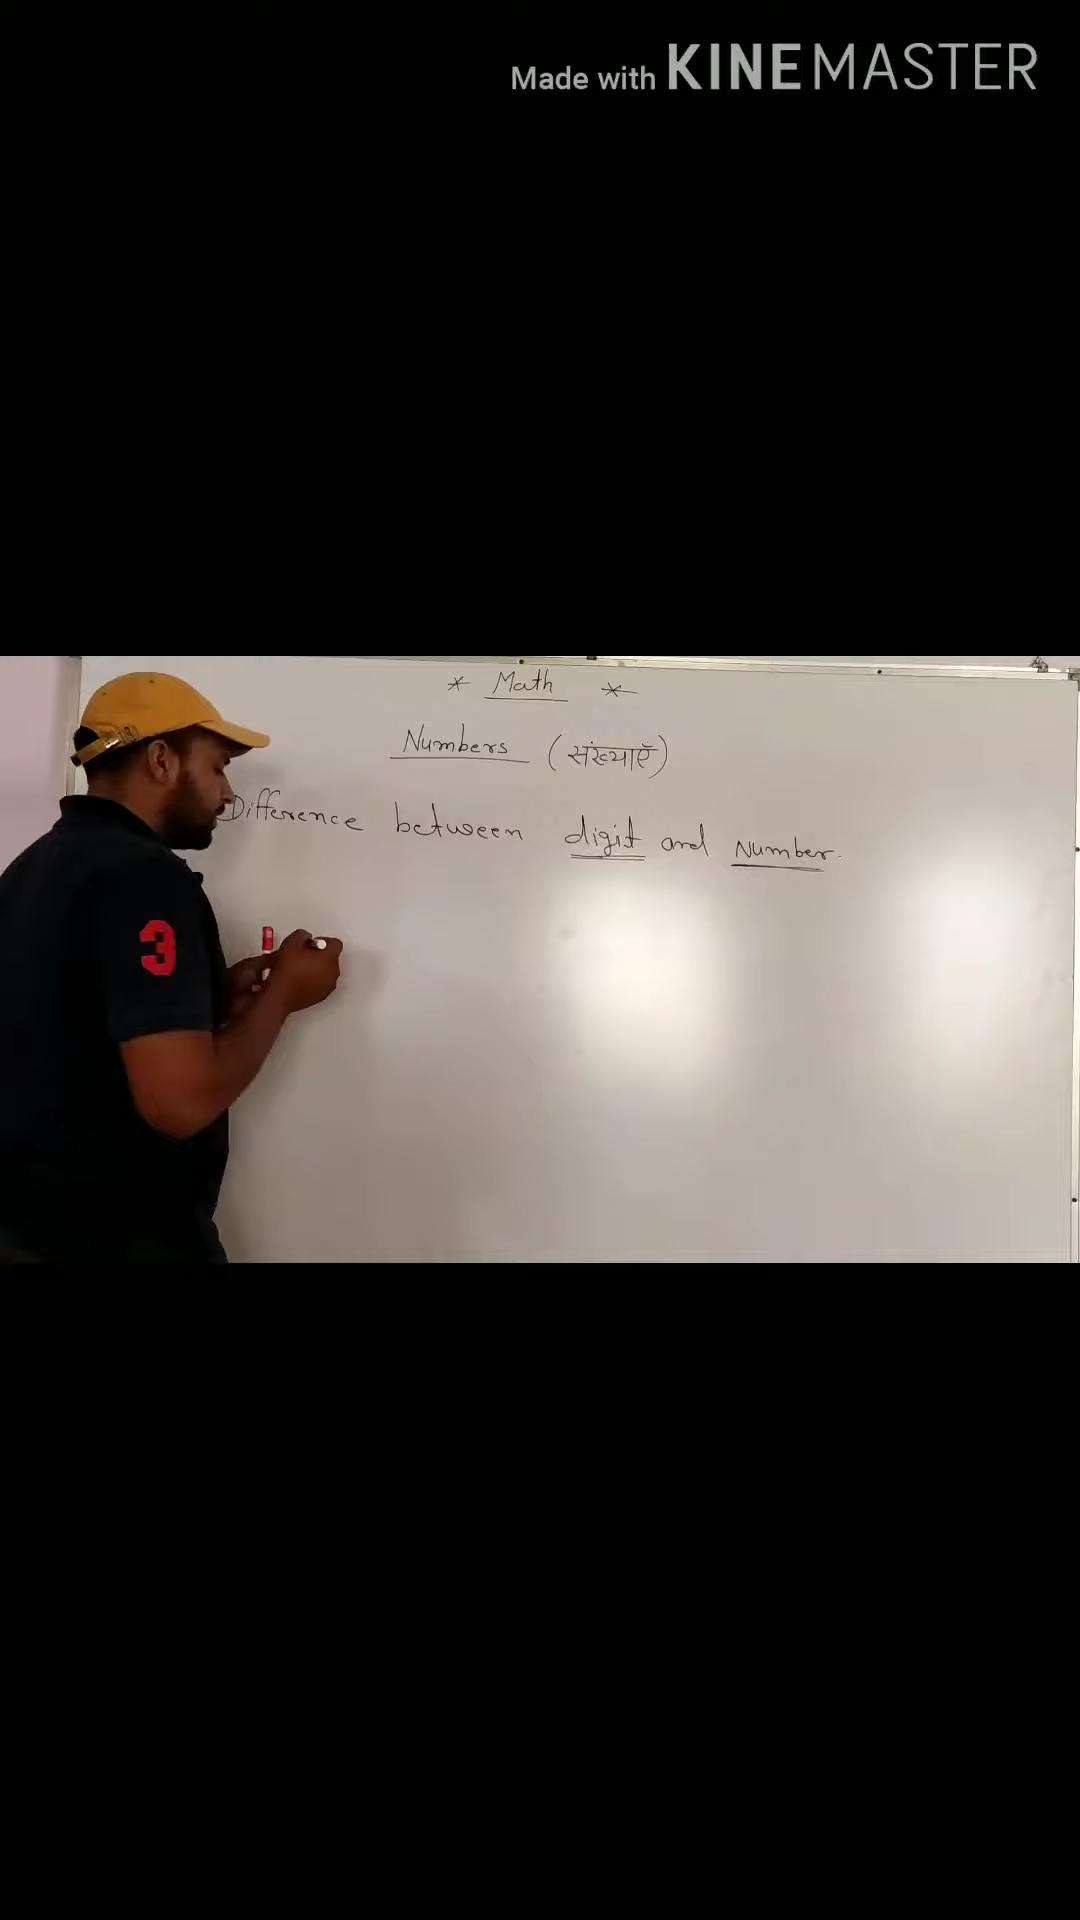 Made with KINEMASTER
* Math *
Numbers (संख्याएँ)
Difference between digit and Number.
3